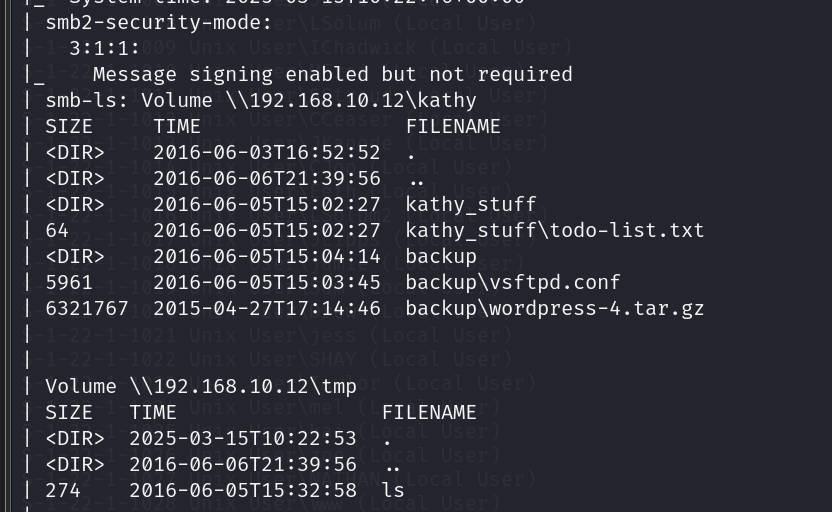 |_  System time: 2025-03-15T10:22:40+00:00
| smb2-security-mode:
|   3:1:1:
|_    Message signing enabled but not required
| smb-ls: Volume \\192.168.10.12\kathy
| SIZE     TIME                 FILENAME
| <DIR>    2016-06-03T16:52:52  .
| <DIR>    2016-06-06T21:39:56  ..
| <DIR>    2016-06-05T15:02:27  kathy_stuff
| 64       2016-06-05T15:02:27  kathy_stuff\todo-list.txt
| <DIR>    2016-06-05T15:04:14  backup
| 5961     2016-06-05T15:03:45  backup\vsftpd.conf
| 6321767  2015-04-27T17:14:46  backup\wordpress-4.tar.gz
|
|
| Volume \\192.168.10.12\tmp
| SIZE   TIME                 FILENAME
| <DIR>  2025-03-15T10:22:53  .
| <DIR>  2016-06-06T21:39:56  ..
| 274    2016-06-05T15:32:58  ls